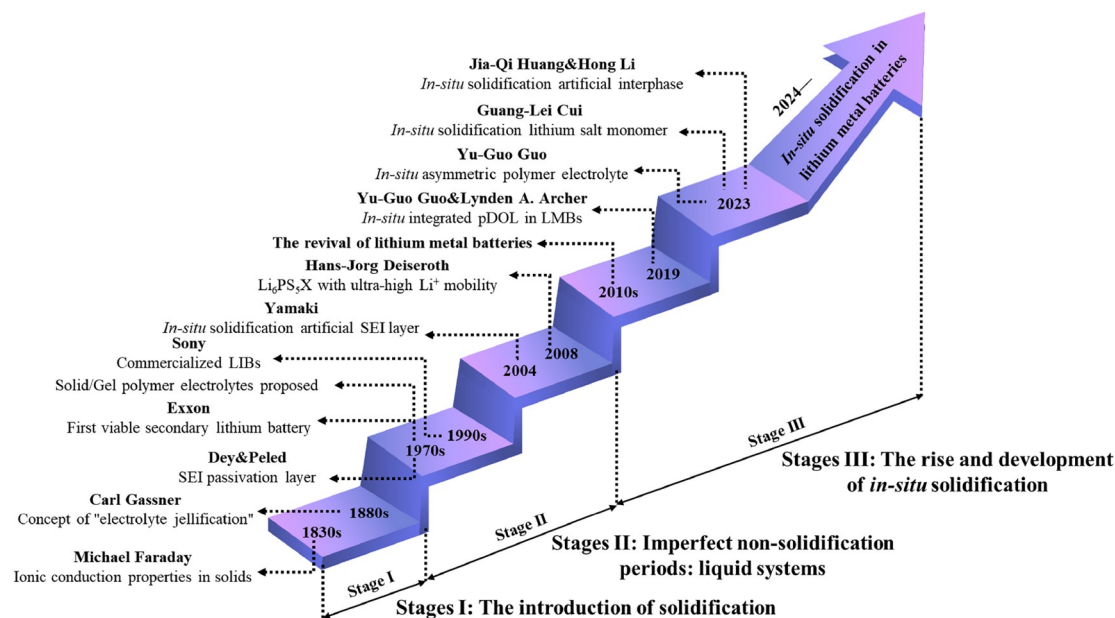 Jia-Qi Huang&Hong Li
In-situ solidification artificial interphase
Guang-Lei Cui
In-situ solidification lithium salt monomer
Yu-Guo Guo
In-situ asymmetric polymer electrolyte
Yu-Guo Guo&Lynden A. Archer
In-situ integrated pDOL in LMBs
The revival of lithium metal batteries
Hans-Jorg Deiseroth
Li₆PS₅X with ultra-high Li⁺ mobility
Yamaki
In-situ solidification artificial SEI layer
Sony
Commercialized LIBs
Solid/Gel polymer electrolytes proposed
Exxon
First viable secondary lithium battery
Dey&Peled
SEI passivation layer
Carl Gassner
Concept of "electrolyte jellification"
Michael Faraday
Ionic conduction properties in solids
1830s
1880s
1970s
1990s
2004
2008
2010s
2019
2023
2024—
In-situ solidification in
lithium metal batteries
Stage I
Stage II
Stage III
Stages I: The introduction of solidification
Stages II: Imperfect non-solidification
periods: liquid systems
Stages III: The rise and development
of in-situ solidification